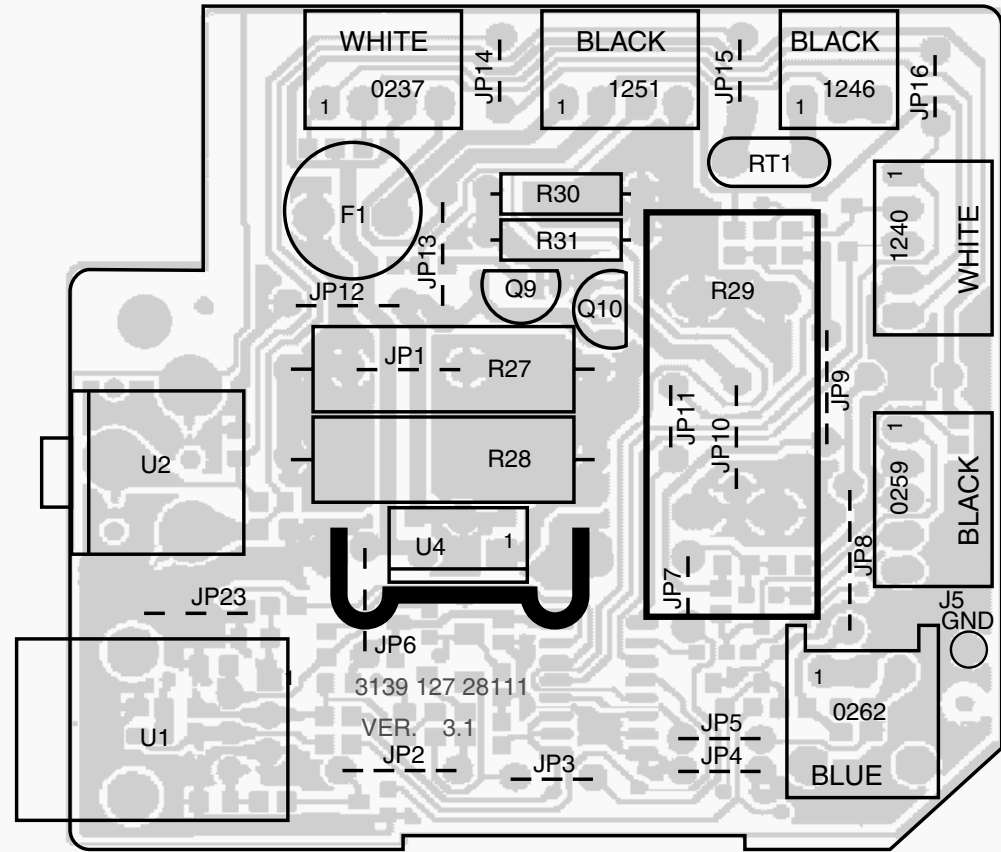 WHITE
0237
1
JP14
BLACK
1251
1
JP15
BLACK
1246
1
JP16
RT1
F1
R30
R31
JP13
JP12
Q9
Q10
R29
1
1240
WHITE
JP1
R27
R28
JP11
JP10
JP9
U2
U4
1
1
0259
BLACK
JP8
JP7
JP23
JP6
J5
GND
1
U1
3139 127 28111
VER. 3.1
JP2
JP3
JP5
JP4
1
0262
BLUE